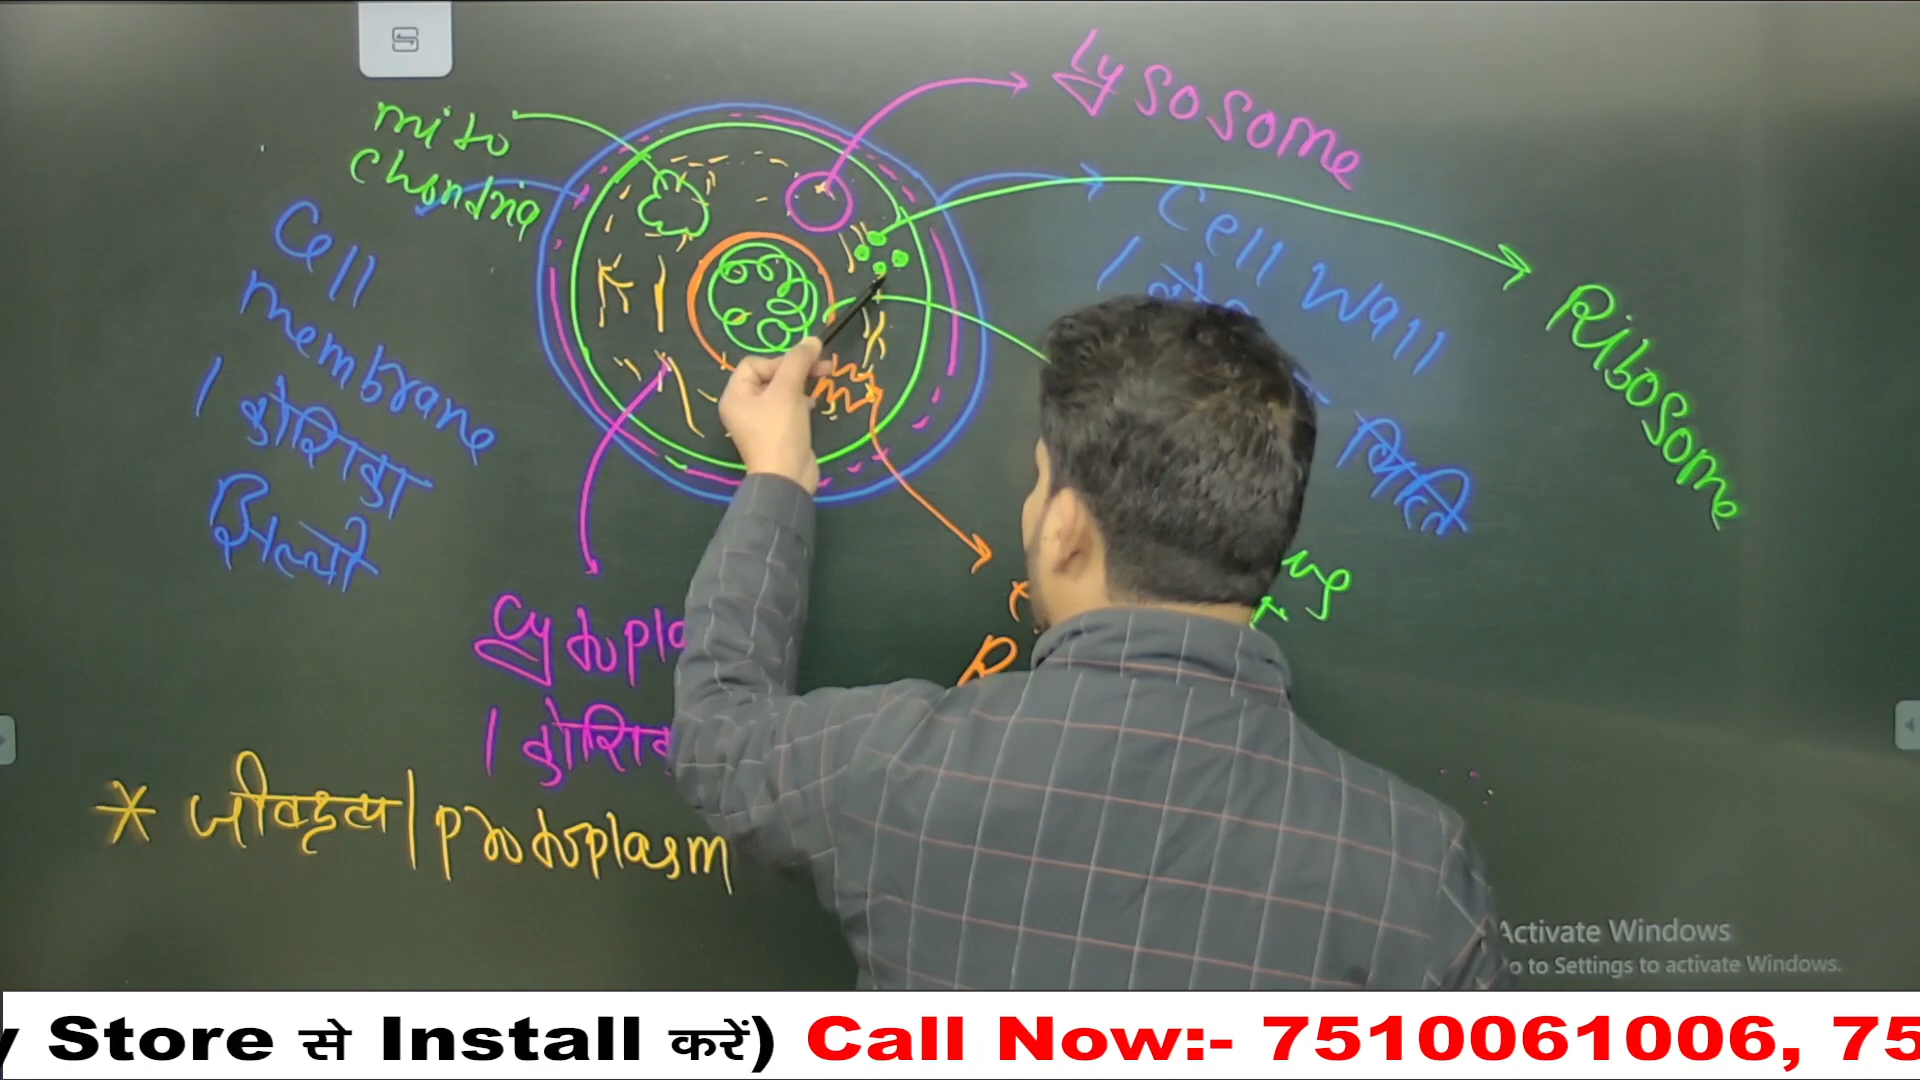 mito
chondria
Cell
membrane
/ कोशिका
झिल्ली
Lysosome
Cell Wall
भित्ति
Ribosome
Cytopla
/ कोशिक
* जीवद्रव्य / protoplasm
Activate Windows
o to Settings to activate Windows.
y Store से Install करें) Call Now:- 7510061006, 75